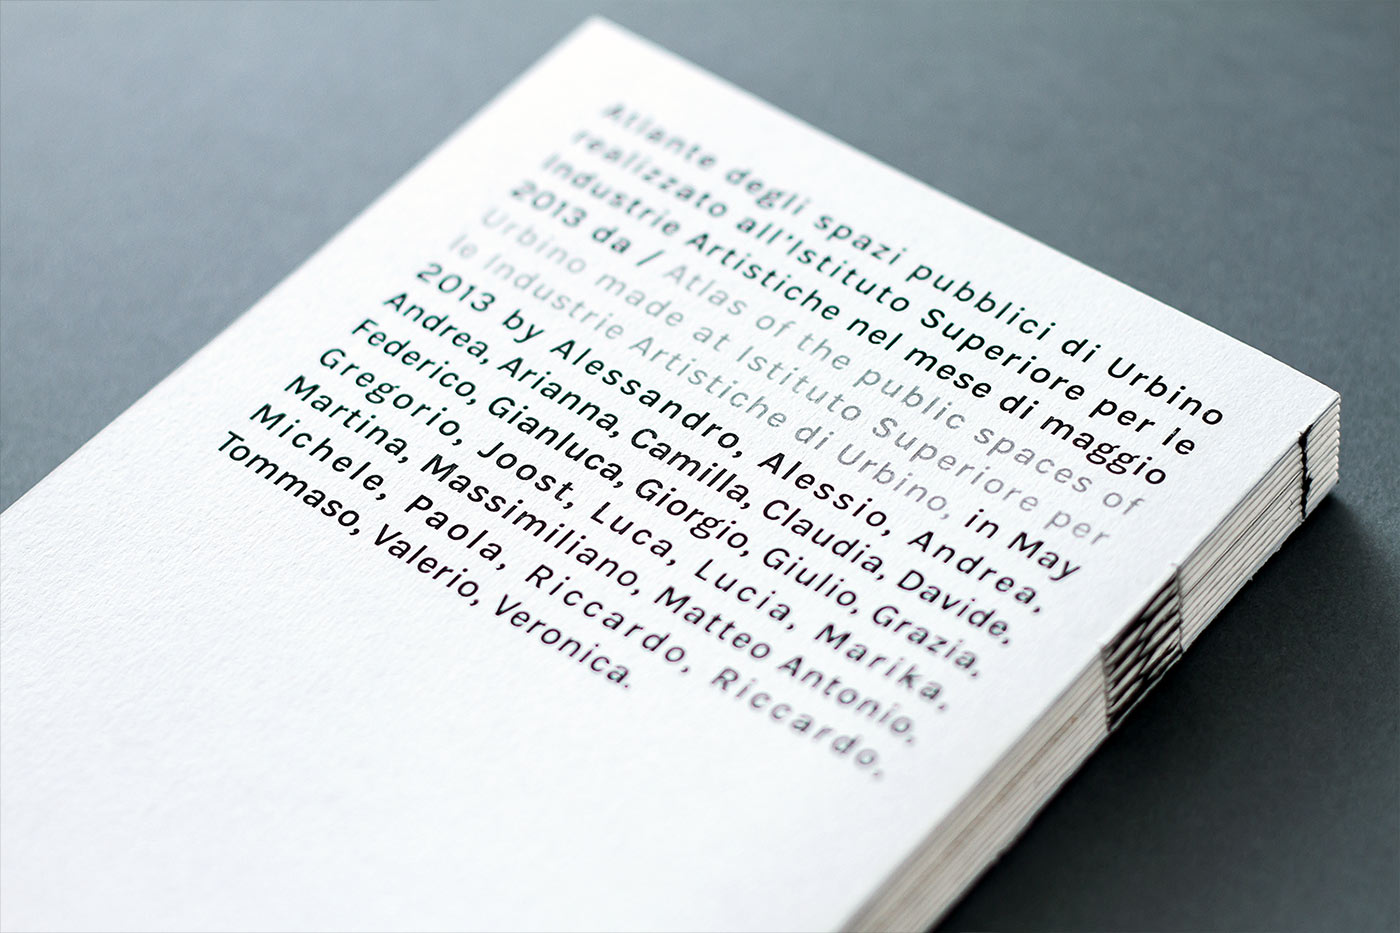 Atlante degli spazi pubblici di Urbino
realizzato all'Istituto Superiore per le
Industrie Artistiche nel mese di maggio
2013 da / Atlas of the public spaces of
Urbino made at Istituto Superiore per
le Industrie Artistiche di Urbino, in May
2013 by Alessandro, Alessio, Andrea,
Andrea, Arianna, Camilla, Claudia, Davide,
Federico, Gianluca, Giorgio, Giulio, Grazia,
Gregorio, Joost, Luca, Lucia, Marika,
Martina, Massimiliano, Matteo Antonio,
Michele, Paola, Riccardo, Riccardo,
Tommaso, Valerio, Veronica.